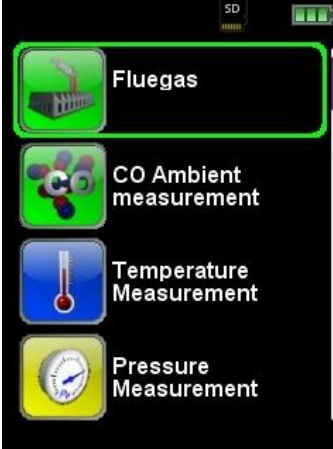 SD
Fluegas
CO
CO Ambient
measurement
Temperature
Measurement
Pressure
Measurement